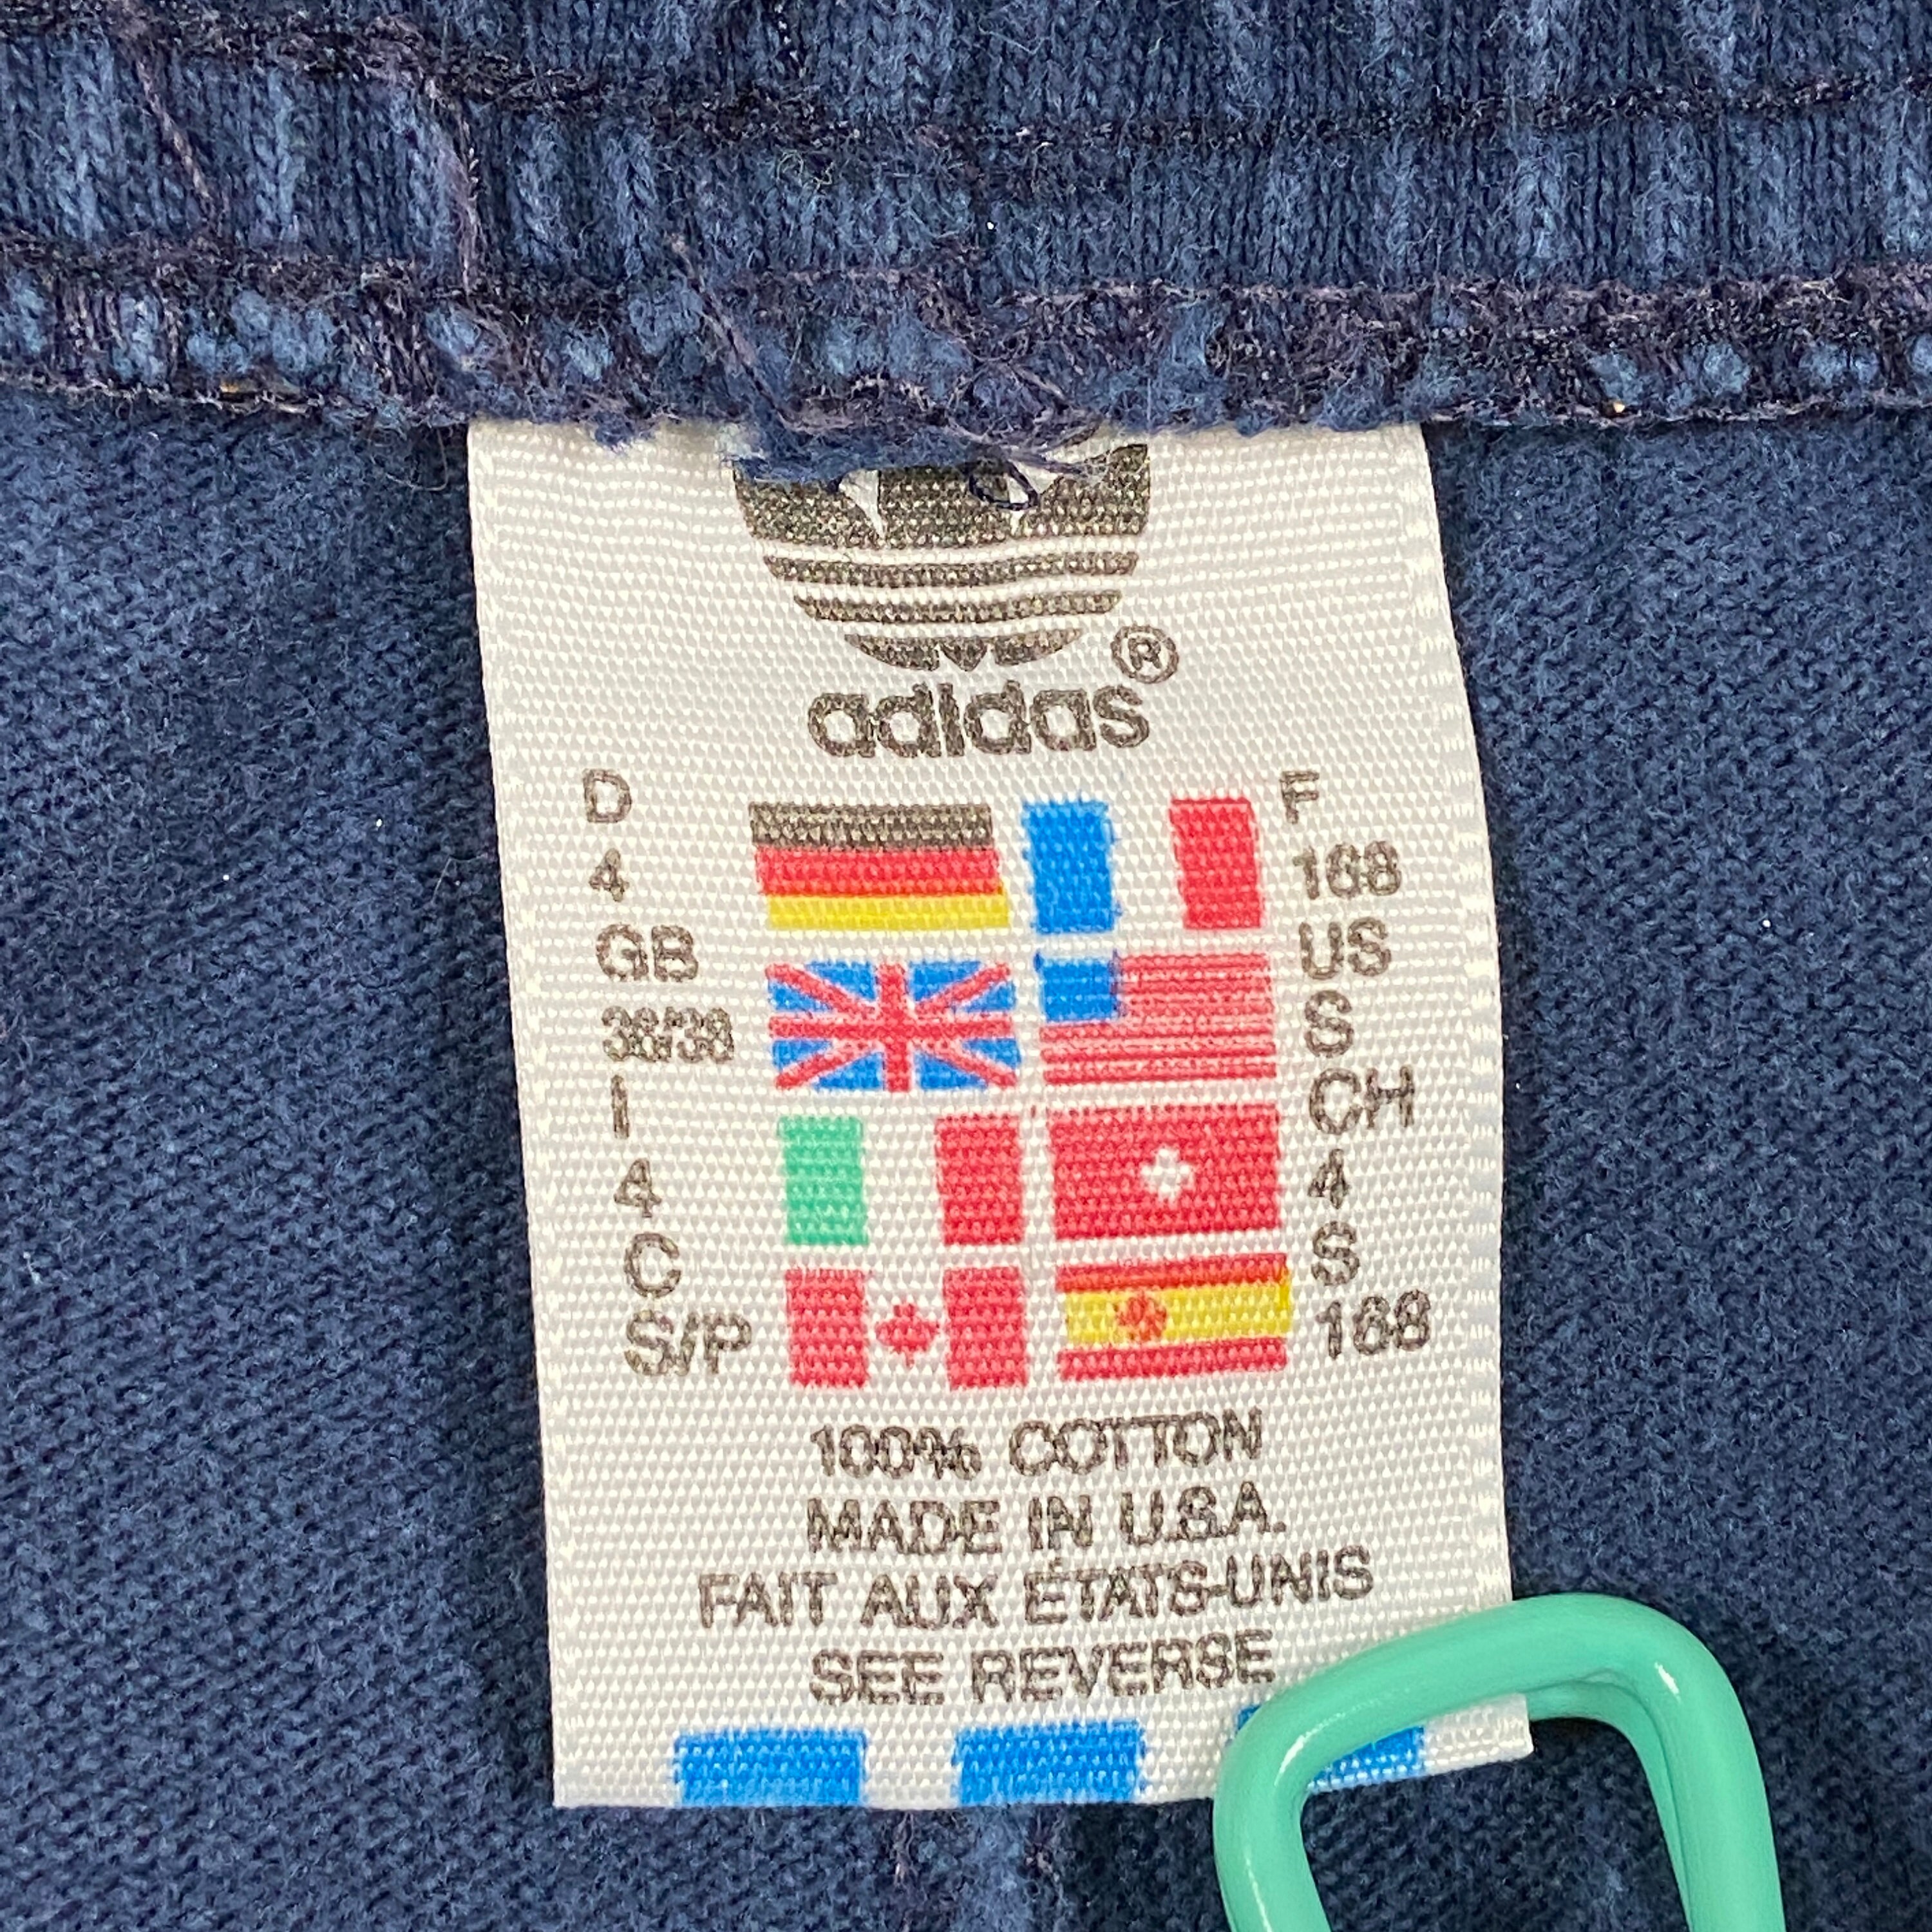 ®
adidas
D F
4 168
GB US
36/38 S
I CH
4 4
C S
S/P 168
100% COTTON
MADE IN U.S.A.
FAIT AUX ÉTATS-UNIS
SEE REVERSE